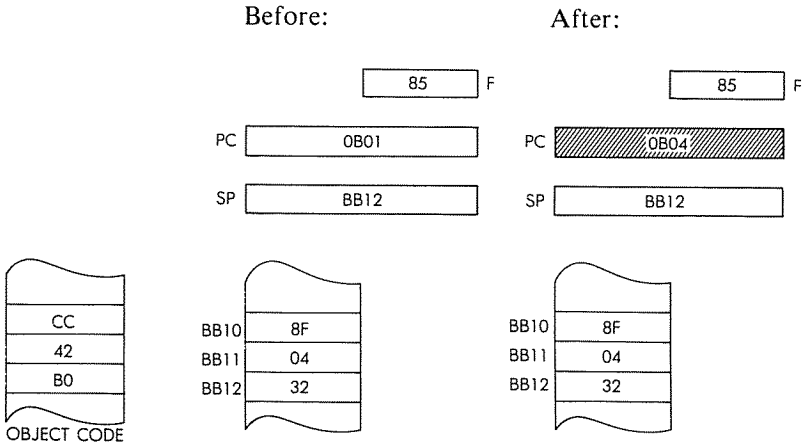 Before: After:
85 F 85 F
PC 0B01 PC 0B04
SP BB12 SP BB12
CC
42
B0
OBJECT CODE
BB10 8F
BB11 04
BB12 32
BB10 8F
BB11 04
BB12 32